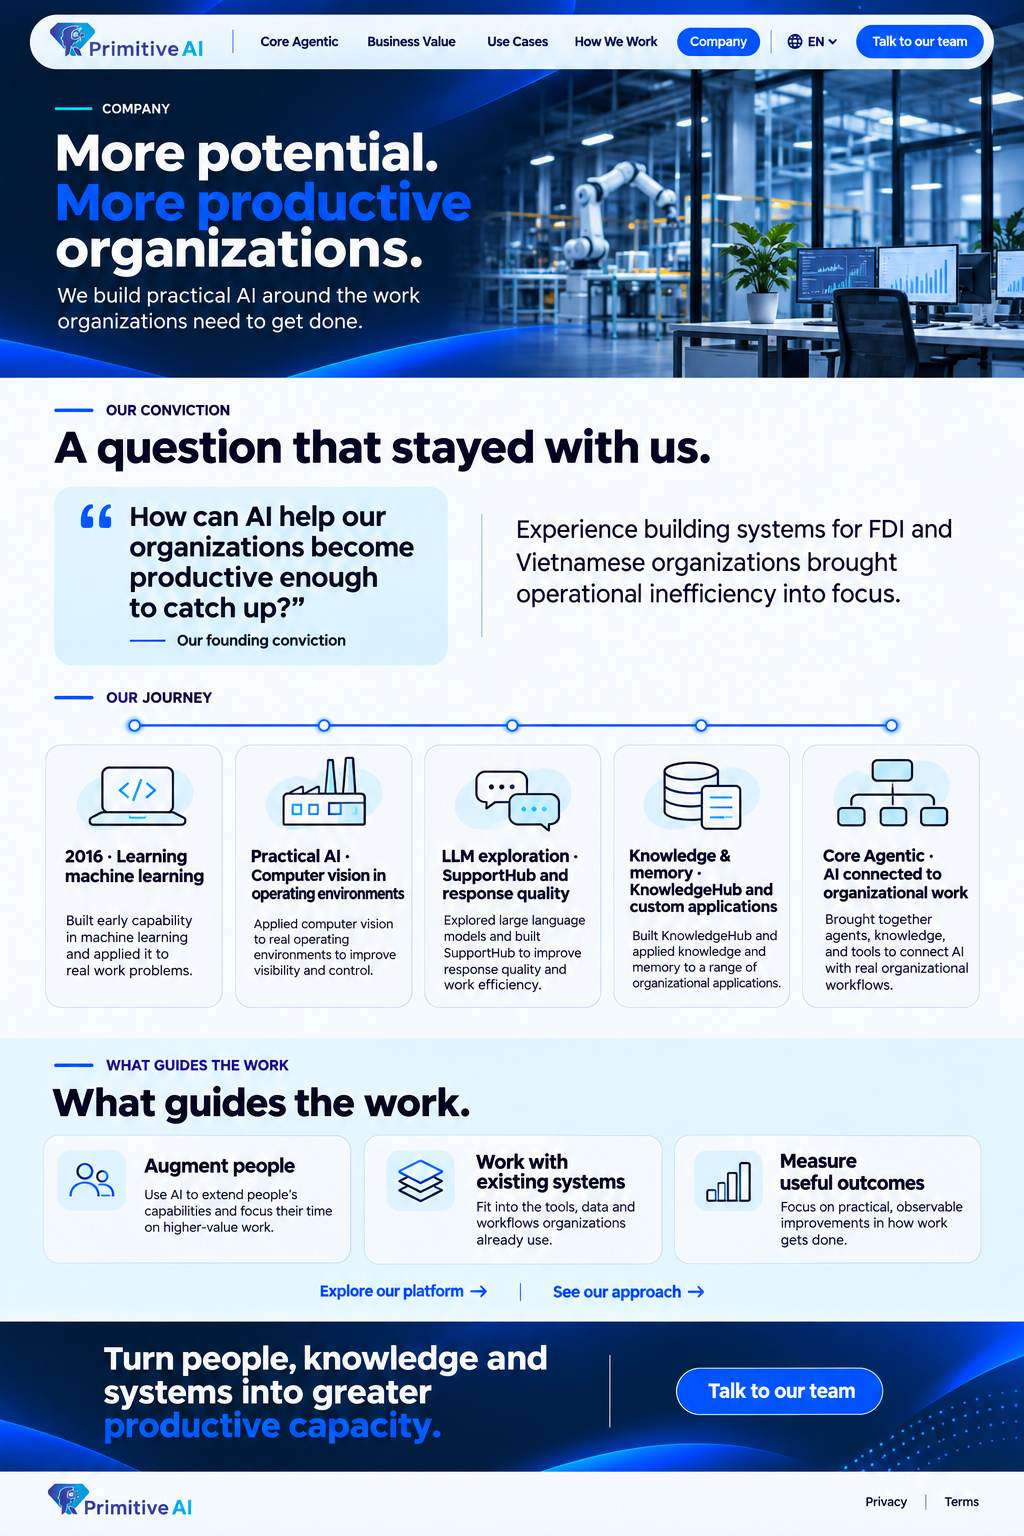 Primitive AI
Core Agentic
Business Value
Use Cases
How We Work
Company
EN
Talk to our team
COMPANY
More potential.
More productive
organizations.
We build practical AI around the work
organizations need to get done.
OUR CONVICTION
A question that stayed with us.
“How can AI help our
organizations become
productive enough
to catch up?”
Our founding conviction
Experience building systems for FDI and
Vietnamese organizations brought
operational inefficiency into focus.
OUR JOURNEY
</>
2016 · Learning
machine learning
Built early capability
in machine learning
and applied it to
real work problems.
Practical AI ·
Computer vision in
operating environments
Applied computer vision
to real operating
environments to improve
visibility and control.
LLM exploration ·
SupportHub and
response quality
Explored large language
models and built
SupportHub to improve
response quality and
work efficiency.
Knowledge &
memory ·
KnowledgeHub and
custom applications
Built KnowledgeHub and
applied knowledge and
memory to a range of
organizational applications.
Core Agentic ·
AI connected to
organizational work
Brought together
agents, knowledge,
and tools to connect AI
with real organizational
workflows.
WHAT GUIDES THE WORK
What guides the work.
Augment people
Use AI to extend people's
capabilities and focus their time
on higher-value work.
Work with
existing systems
Fit into the tools, data and
workflows organizations
already use.
Measure
useful outcomes
Focus on practical, observable
improvements in how work
gets done.
Explore our platform →
See our approach →
Turn people, knowledge and
systems into greater
productive capacity.
Talk to our team
Primitive AI
Privacy
Terms